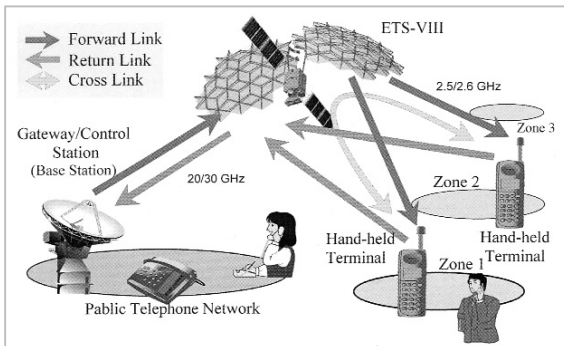 Forward Link
Return Link
Cross Link
ETS-VIII
2.5/2.6 GHz
Zone 3
Gateway/Control
Station
(Base Station)
20/30 GHz
Zone 2
Hand-held
Terminal
Hand-held
Terminal
Zone 1
Pablic Telephone Network